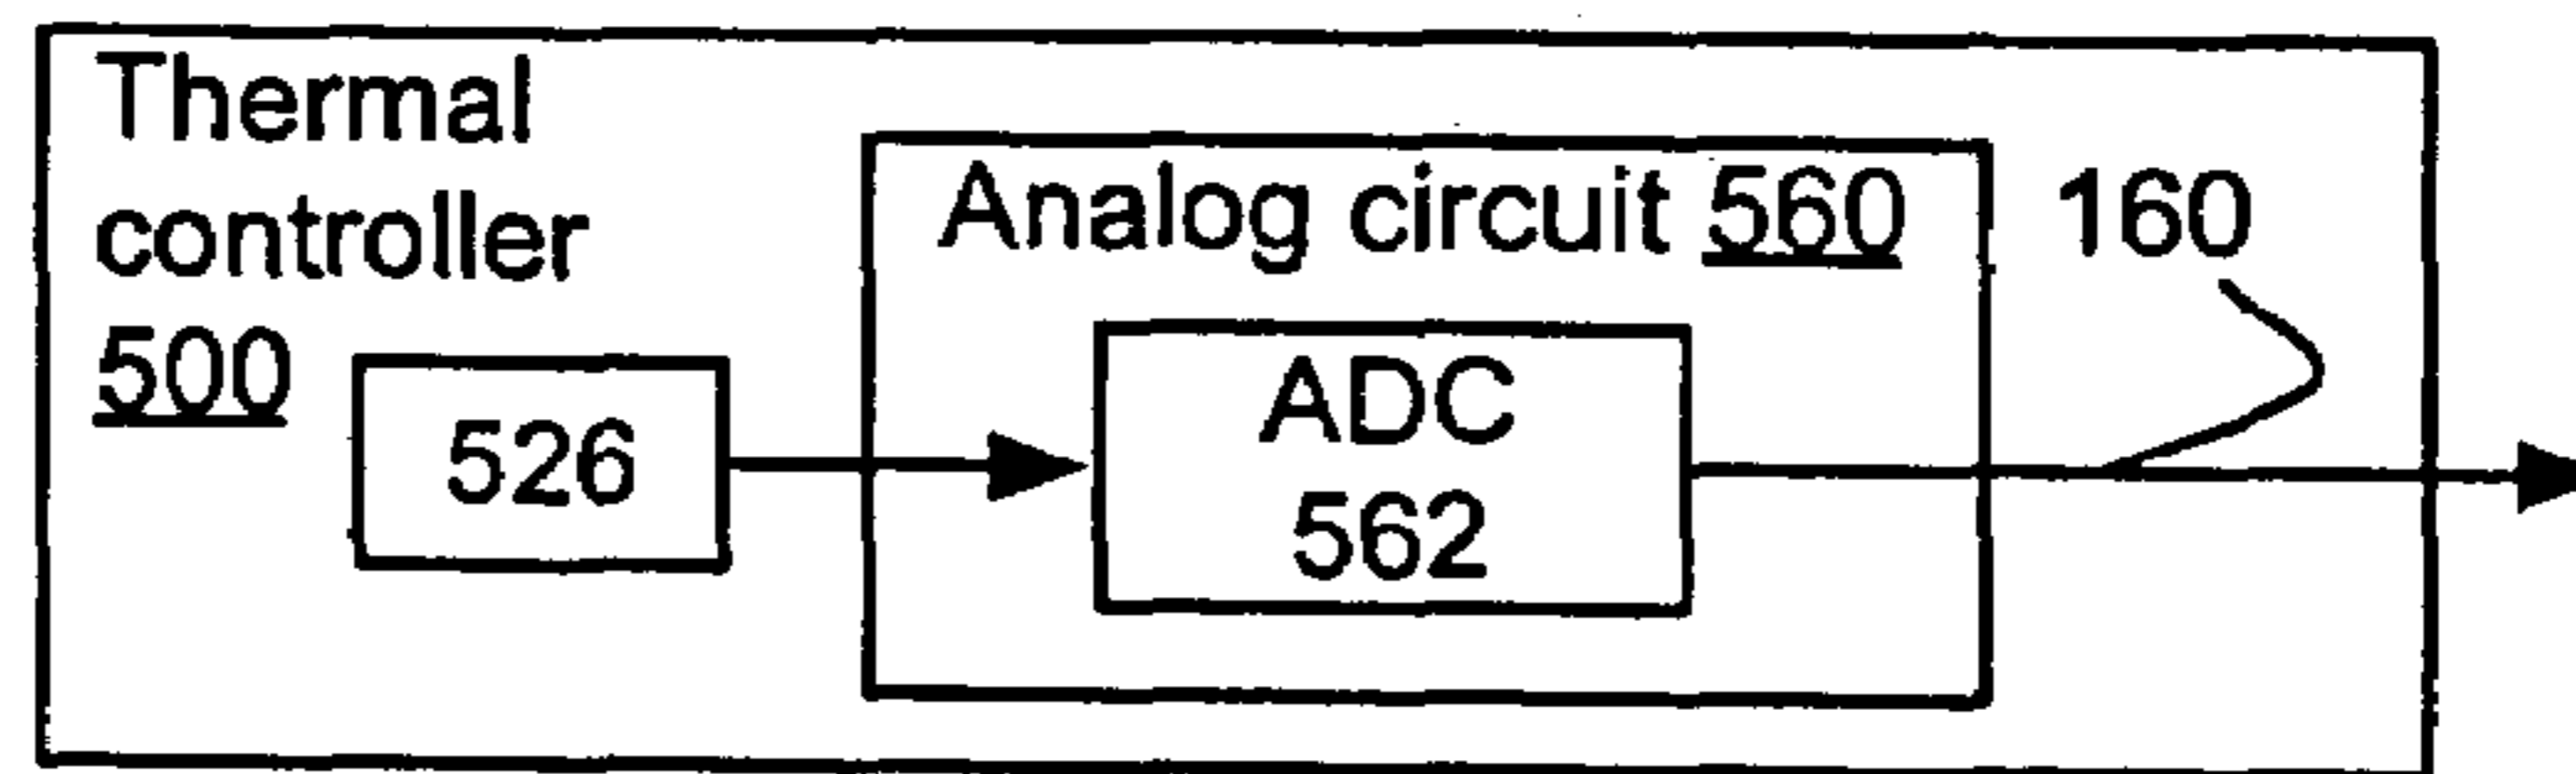 Thermal
controller
500
526
Analog circuit 560
ADC
562
160